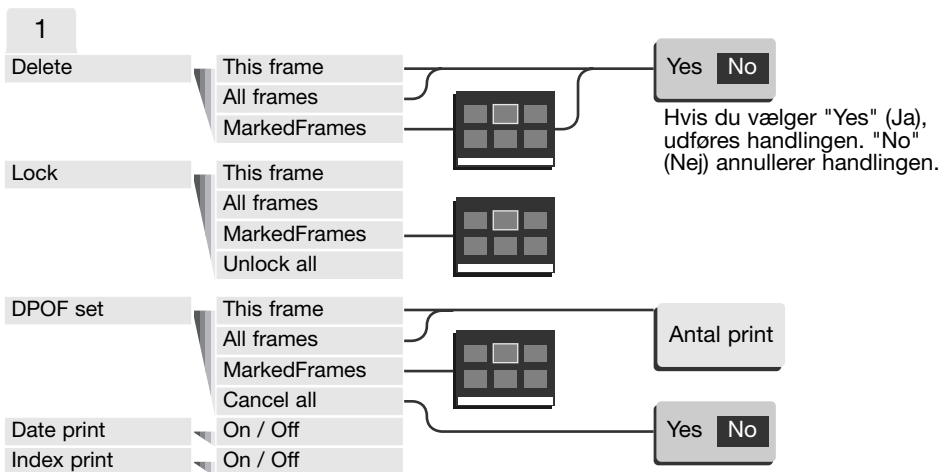 1
Delete
This frame
All frames
MarkedFrames
Yes No
Hvis du vælger "Yes" (Ja),
udføres handlingen. "No"
(Nej) annullerer handlingen.
Lock
This frame
All frames
MarkedFrames
Unlock all
DPOF set
This frame
All frames
MarkedFrames
Cancel all
Antal print
Date print
On / Off
Yes No
Index print
On / Off